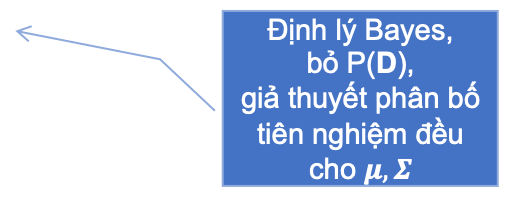 Định lý Bayes,
bỏ P(D),
giả thuyết phân bố
tiên nghiệm đều
cho μ, Σ